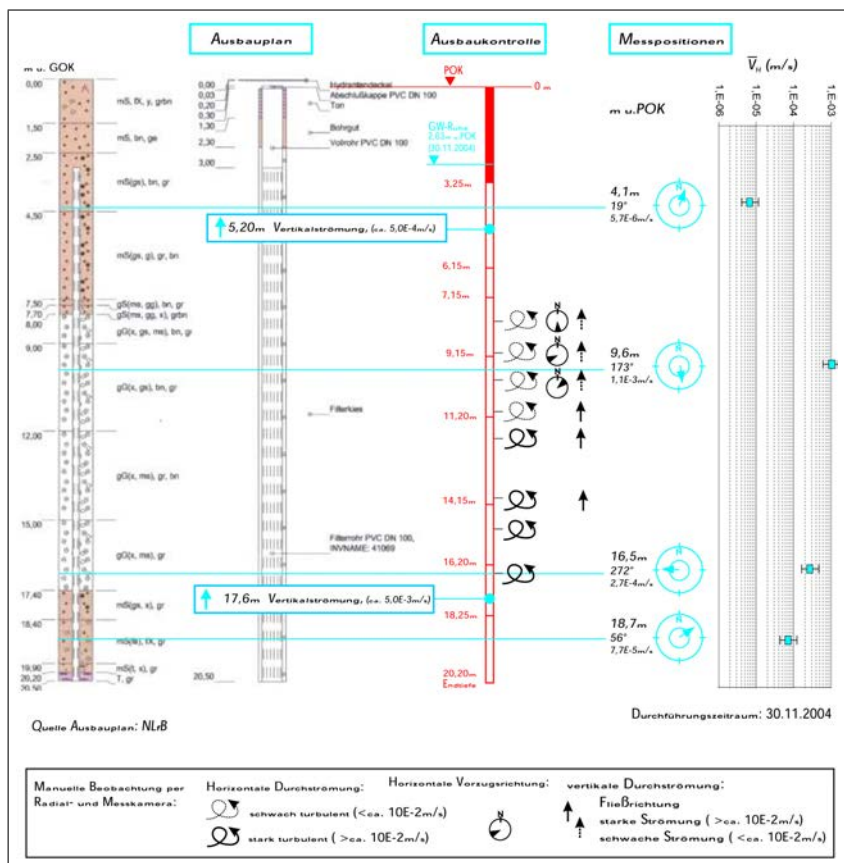 Ausbauplan
Ausbaukontrolle
Messpositionen
V̅H (m/s)
1.E-06
1.E-05
1.E-04
1.E-03
m u. GOK
m u.POK
POK
0 m
0,00
1,50
2,50
4,50
7,50
7,70
8,00
9,00
12,00
15,00
17,40
18,40
19,90
20,20
20,50
mS, fX, y, grbn
mS, bn, ge
mS(gs), bn, gr
mS(gs, g), gr, bn
gS(ms, gg), bn, gr
gS(ms, gg, x), grbn
gG(x, gs, ms), bn, gr
gG(x, gs), bn, gr
gG(x, ms), gr, bn
gG(x, ms), gr
mS(gs, x), gr
mS(t, x), gr
T, gr
0,00
0,03
0,20
0,30
1,30
2,30
3,00
20,50
Hydrantendeckel
Abschlußkappe PVC DN 100
Ton
Bohrgut
Vollrohr PVC DN 100
Filterkies
Filterrohr PVC DN 100,
INVNAME: 41069
GW-Ruhe
2,63m u. POK
(30.11.2004)
3,25m
6,15m
7,15m
9,15m
11,20m
14,15m
16,20m
18,25m
20,20m
Endtiefe
5,20m Vertikalströmung, (ca. 5,0E-4m/s)
17,6m Vertikalströmung, (ca. 5,0E-3m/s)
N
N
N
4,1m
19°
5,7E-6m/s
N
9,6m
173°
1,1E-3m/s
N
16,5m
272°
2,7E-4m/s
N
18,7m
56°
7,7E-5m/s
N
Quelle Ausbauplan: NLfB
Durchführungszeitraum: 30.11.2004
Manuelle Beobachtung per
Radial- und Messkamera:
Horizontale Durchströmung:
schwach turbulent (<ca. 10E-2m/s)
stark turbulent ( >ca. 10E-2m/s)
Horizontale Vorzugsrichtung:
N
vertikale Durchströmung:
Fließrichtung
starke Strömung ( >ca. 10E-2m/s)
schwache Strömung ( <ca. 10E-2m/s)